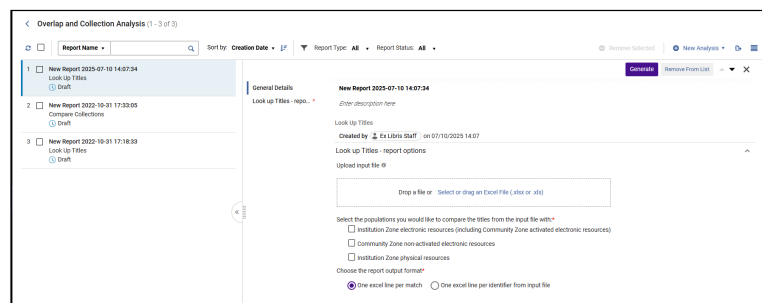 Overlap and Collection Analysis (1 - 3 of 3)
Report Name Sort by: Creation Date Report Type: All Report Status: All Remove Selected New Analysis
1 New Report 2025-07-10 14:07:34
Look Up Titles
Draft
2 New Report 2022-10-31 17:33:05
Compare Collections
Draft
3 New Report 2022-10-31 17:18:33
Look Up Titles
Draft
Generate Remove From List
General Details
Look up Titles - repo... *
New Report 2025-07-10 14:07:34
Enter description here
Look Up Titles
Created by Ex Libris Staff on 07/10/2025 14:07
Look up Titles - report options
Upload input file
Drop a file or Select or drag an Excel File (.xlsx or .xls)
Select the populations you would like to compare the titles from the input file with:*
Institution Zone electronic resources (including Community Zone activated electronic resources)
Community Zone non-activated electronic resources
Institution Zone physical resources
Choose the report output format*
One excel line per match One excel line per identifier from input file